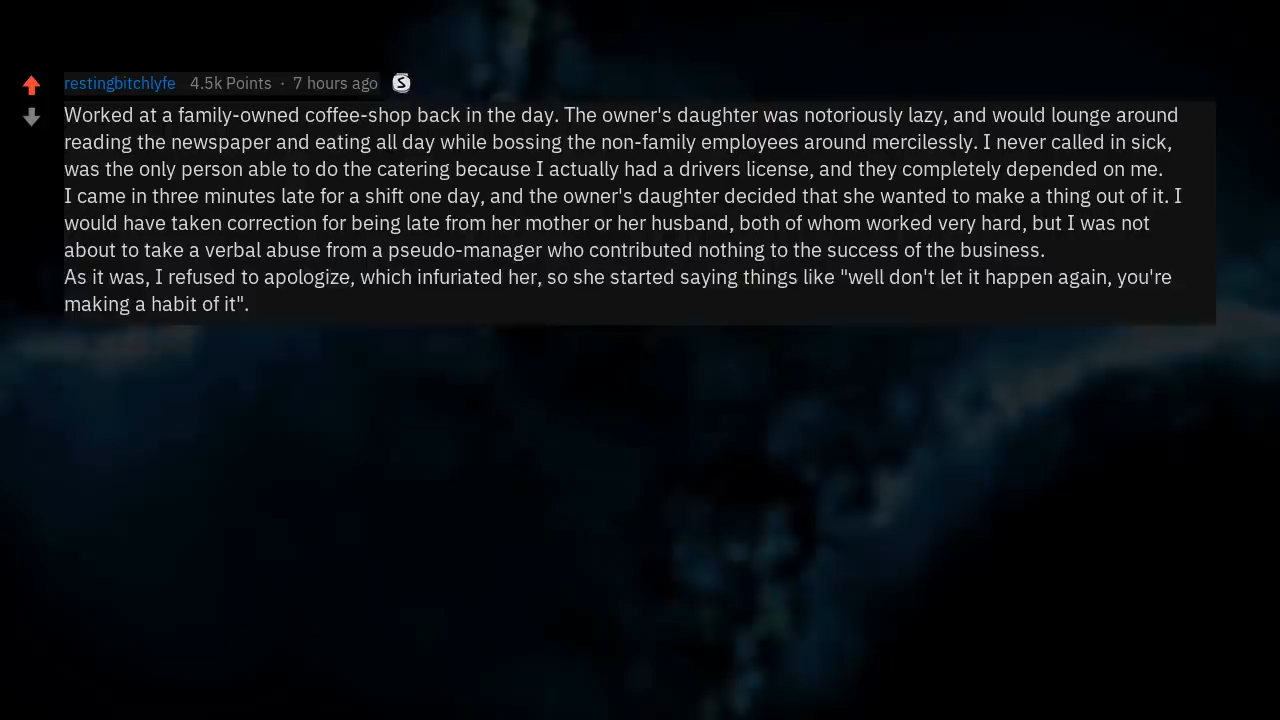 restingbitchlyfe 4.5k Points · 7 hours ago
Worked at a family-owned coffee-shop back in the day. The owner's daughter was notoriously lazy, and would lounge around
reading the newspaper and eating all day while bossing the non-family employees around mercilessly. I never called in sick,
was the only person able to do the catering because I actually had a drivers license, and they completely depended on me.
I came in three minutes late for a shift one day, and the owner's daughter decided that she wanted to make a thing out of it. I
would have taken correction for being late from her mother or her husband, both of whom worked very hard, but I was not
about to take a verbal abuse from a pseudo-manager who contributed nothing to the success of the business.
As it was, I refused to apologize, which infuriated her, so she started saying things like "well don't let it happen again, you're
making a habit of it".